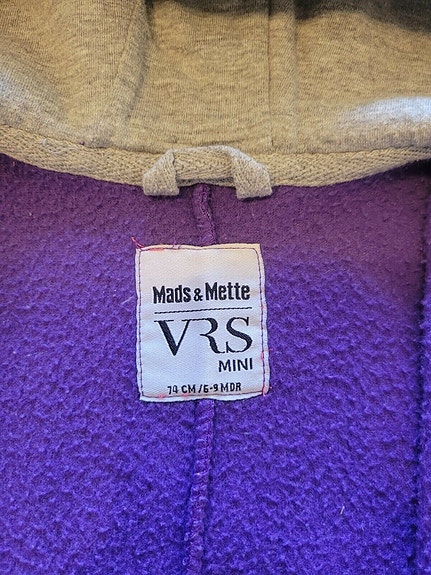 Mads & Mette
VRS
MINI
74 CM/6-9 MDR